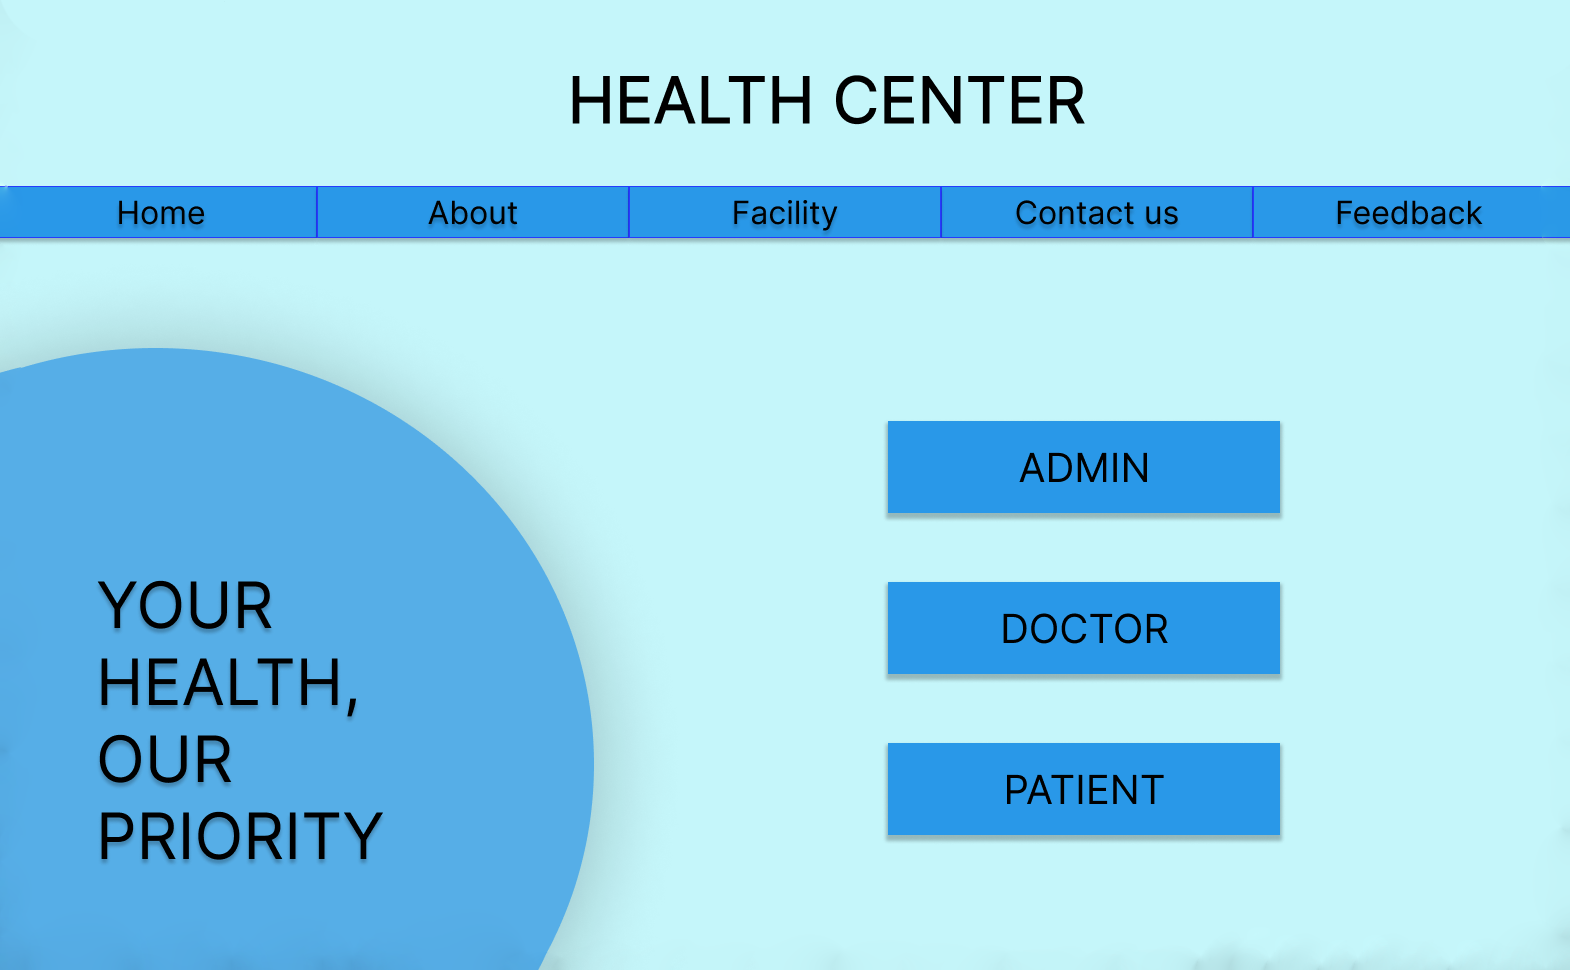 HEALTH CENTER
Home
About
Facility
Contact us
Feedback
YOUR
HEALTH,
OUR
PRIORITY
ADMIN
DOCTOR
PATIENT